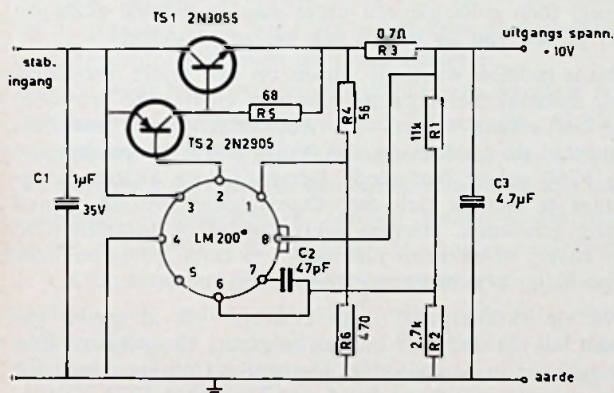 TS1 2N3055
0.7Ω
R3
uitgangs spann.
+10V
stab.
ingang
68
R5
TS2 2N2905
R4
56
11k
R1
C1
1µF
35V
3
2
1
4
LM200*
8
5
6
7
C2
47pF
C3
4.7µF
R6
470
2.7k
R2
aarde